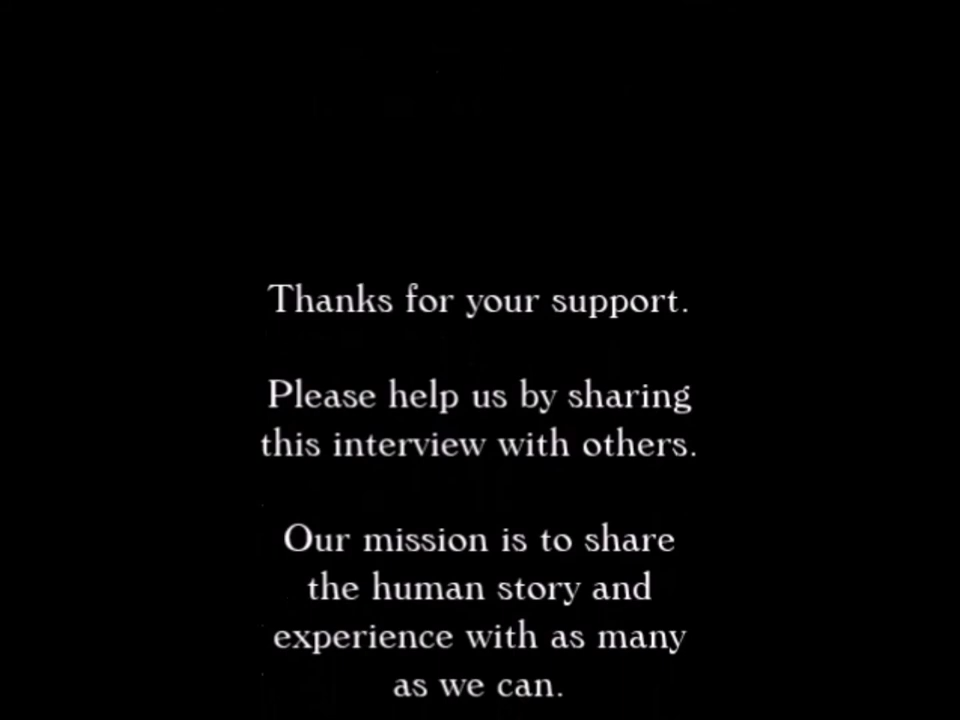 Thanks for your support.
Please help us by sharing
this interview with others.
Our mission is to share
the human story and
experience with as many
as we can.